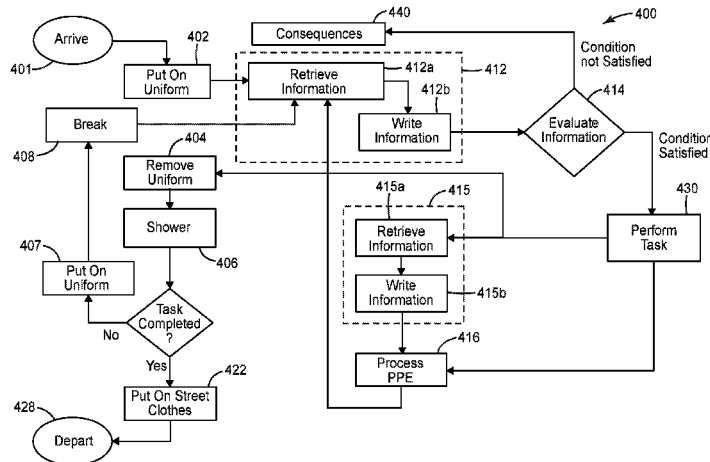 440
Consequences
400
Arrive
401
402
Put On
Uniform
Retrieve
Information
412a
412
412b
Write
Information
Condition
not Satisfied
414
Evaluate
Information
Condition
Satisfied
Break
408
404
Remove
Uniform
Shower
406
415a
415
Retrieve
Information
Write
Information
415b
430
Perform
Task
407
Put On
Uniform
Task
Completed
?
No
Yes
416
Process
PPE
422
Put On Street
Clothes
428
Depart